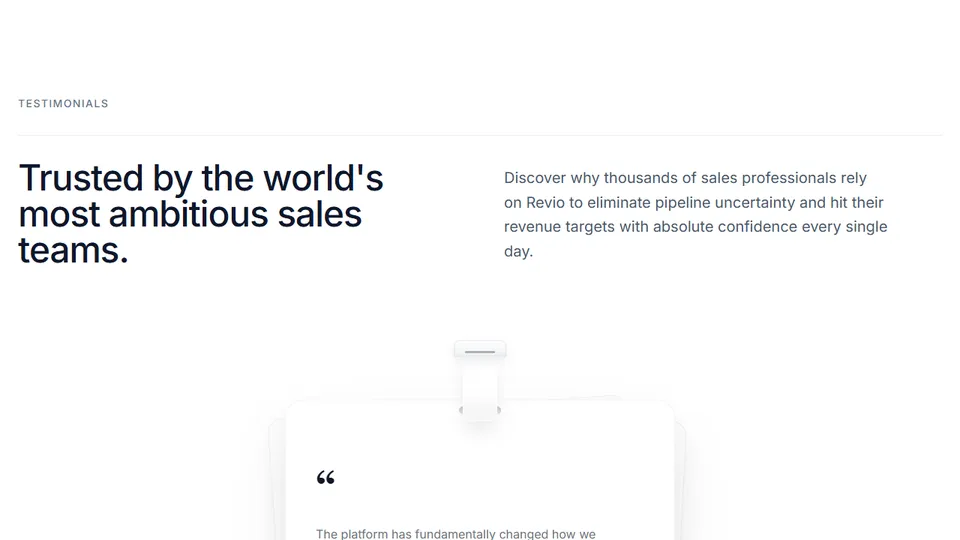 TESTIMONIALS
Trusted by the world's
most ambitious sales
teams.
Discover why thousands of sales professionals rely
on Revio to eliminate pipeline uncertainty and hit their
revenue targets with absolute confidence every single
day.
“
The platform has fundamentally changed how we